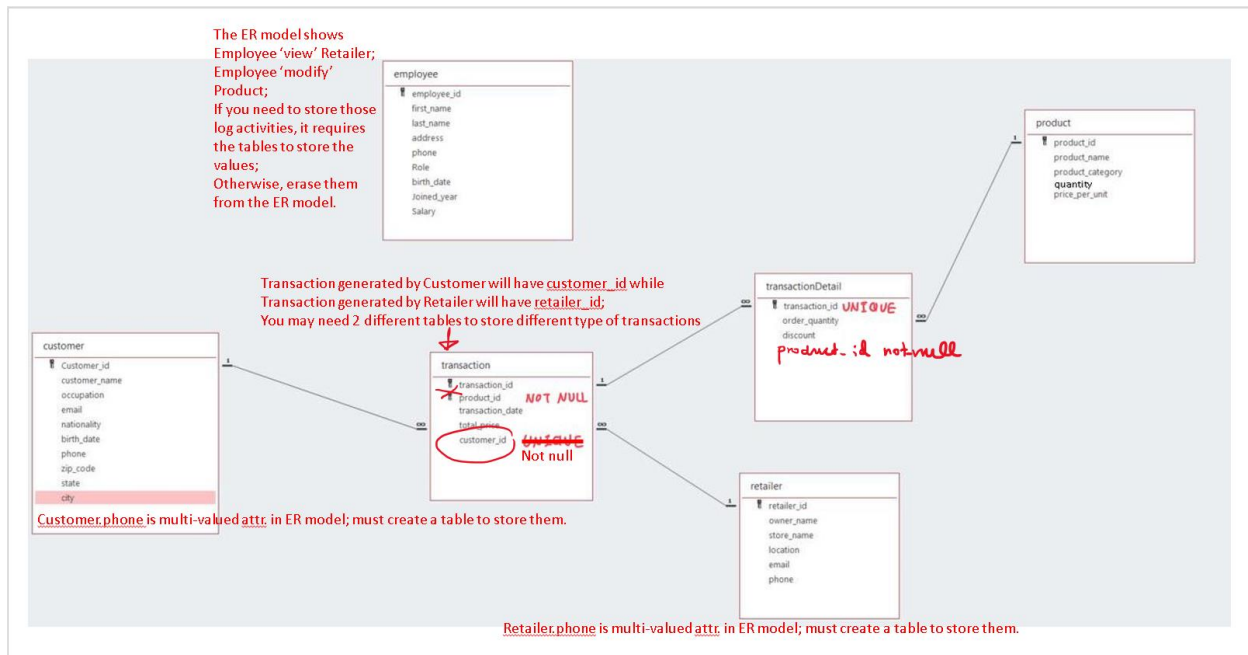 The ER model shows
Employee ‘view’ Retailer;
Employee ‘modify’
Product;
If you need to store those
log activities, it requires
the tables to store the
values;
Otherwise, erase them
from the ER model.
employee
employee_id
first_name
last_name
address
phone
Role
birth_date
Joined_year
Salary
product
1
product_id
product_name
product_category
quantity
price_per_unit
Transaction generated by Customer will have customer_id while
Transaction generated by Retailer will have retailer_id;
You may need 2 different tables to store different type of transactions
transactionDetail
∞
transaction_id UNIQUE
order_quantity
∞
discount
product_id not null
customer
1
Customer_id
customer_name
occupation
email
nationality
birth_date
phone
zip_code
state
city
transaction
1
transaction_id
product_id NOT NULL
transaction_date
total_price
∞
∞
customer_id UNIQUE
Not null
retailer
1
retailer_id
owner_name
store_name
location
email
phone
Customer.phone is multi-valued attr. in ER model; must create a table to store them.
Retailer.phone is multi-valued attr. in ER model; must create a table to store them.